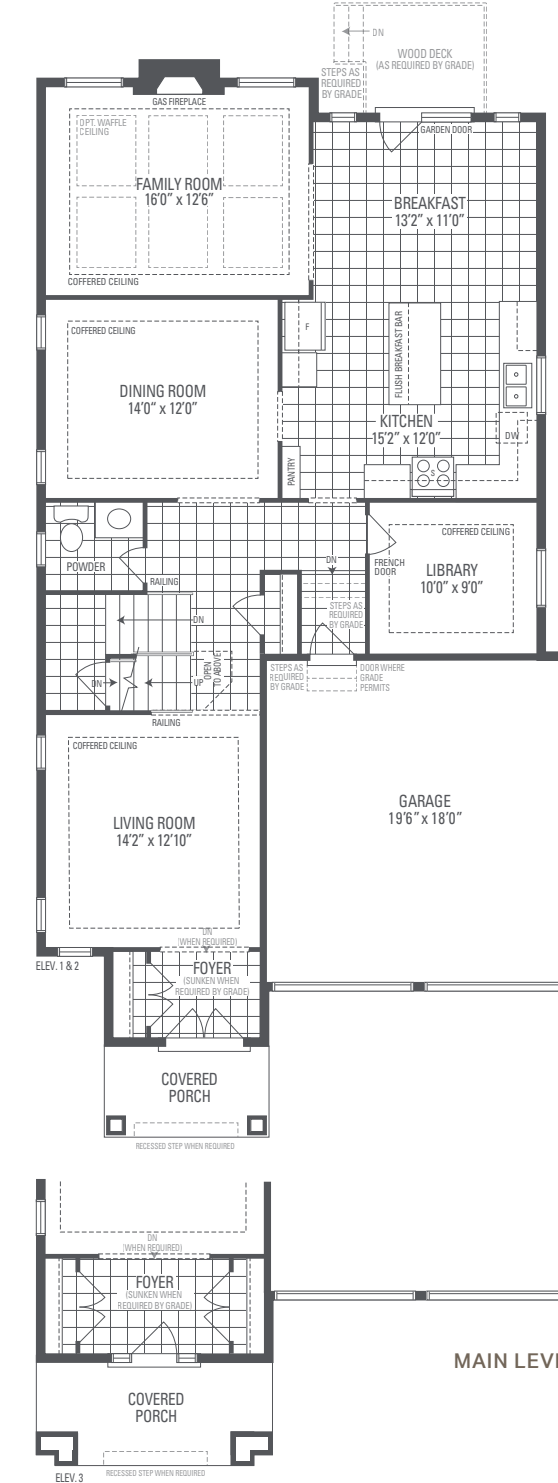 DN
WOOD DECK
(AS REQUIRED BY GRADE)
STEPS AS
REQUIRED
BY GRADE
GAS FIREPLACE
GARDEN DOOR
OPT. WAFFLE
CEILING
FAMILY ROOM
16'0" x 12'6"
BREAKFAST
13'2" x 11'0"
COFFERED CEILING
COFFERED CEILING
F
FLUSH BREAKFAST BAR
DINING ROOM
14'0" x 12'0"
KITCHEN
15'2" x 12'0"
DW
PANTRY
S
COFFERED CEILING
POWDER
RAILING
DN
FRENCH
DOOR
LIBRARY
10'0" x 9'0"
STEPS AS
REQUIRED
BY GRADE
DN
OPEN
TO ABOVE
DN
UP
STEPS AS
REQUIRED
BY GRADE
DOOR WHERE
GRADE
PERMITS
RAILING
COFFERED CEILING
LIVING ROOM
14'2" x 12'10"
GARAGE
19'6" x 18'0"
DN
(WHEN REQUIRED)
ELEV. 1 & 2
FOYER
(SUNKEN WHEN
REQUIRED BY GRADE)
COVERED
PORCH
RECESSED STEP WHEN REQUIRED
DN
(WHEN REQUIRED)
FOYER
(SUNKEN WHEN
REQUIRED BY GRADE)
MAIN LEVE
COVERED
PORCH
ELEV. 3
RECESSED STEP WHEN REQUIRED